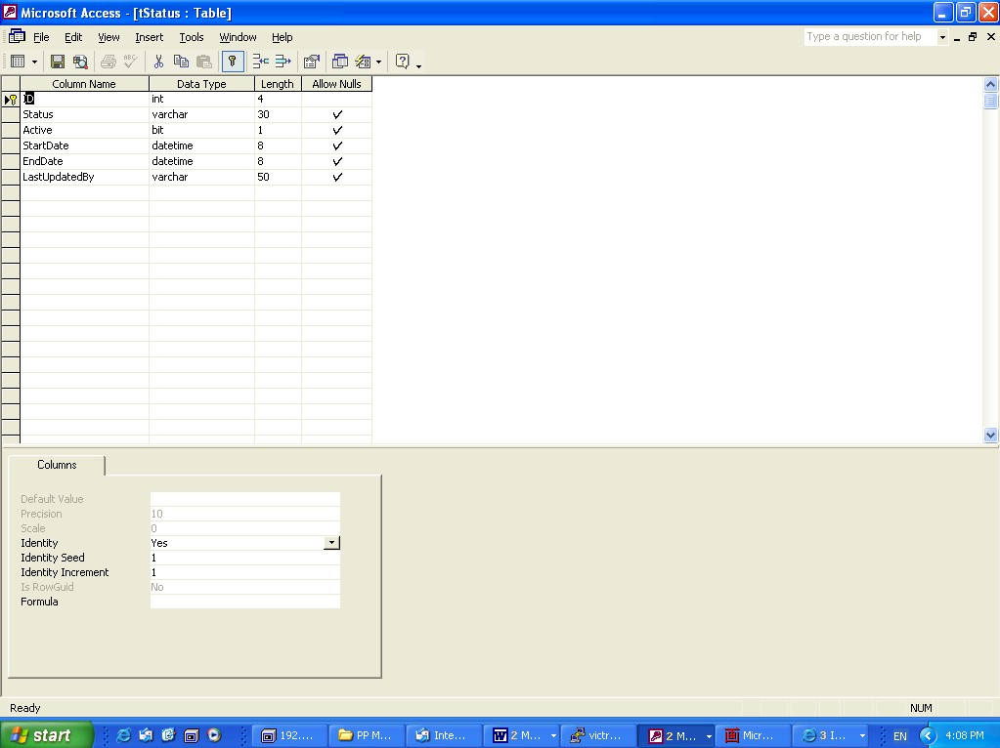 Microsoft Access - [tStatus : Table]
File Edit View Insert Tools Window Help Type a question for help
Column Name Data Type Length Allow Nulls
ID int 4
Status varchar 30
Active bit 1
StartDate datetime 8
EndDate datetime 8
LastUpdatedBy varchar 50
Columns
Default Value
Precision 10
Scale 0
Identity Yes
Identity Seed 1
Identity Increment 1
Is RowGuid No
Formula
Ready NUM
start 192.... PP M... Inte... 2 M... victr... 2 M... Micr... 3 I... EN 4:08 PM